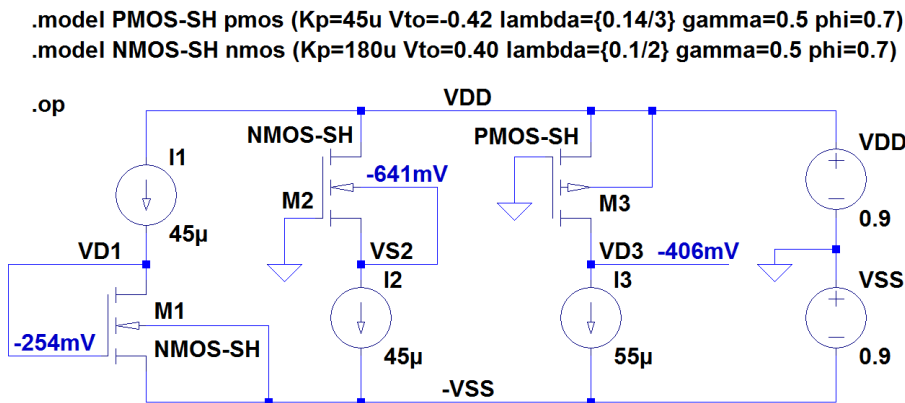 .model PMOS-SH pmos (Kp=45u Vto=-0.42 lambda={0.14/3} gamma=0.5 phi=0.7)
.model NMOS-SH nmos (Kp=180u Vto=0.40 lambda={0.1/2} gamma=0.5 phi=0.7)
.op
VDD
NMOS-SH
PMOS-SH
I1
-641mV
VDD
M2
M3
45µ
0.9
VD1
VS2
VD3
-406mV
I2
I3
VSS
M1
-254mV
NMOS-SH
45µ
55µ
0.9
-VSS